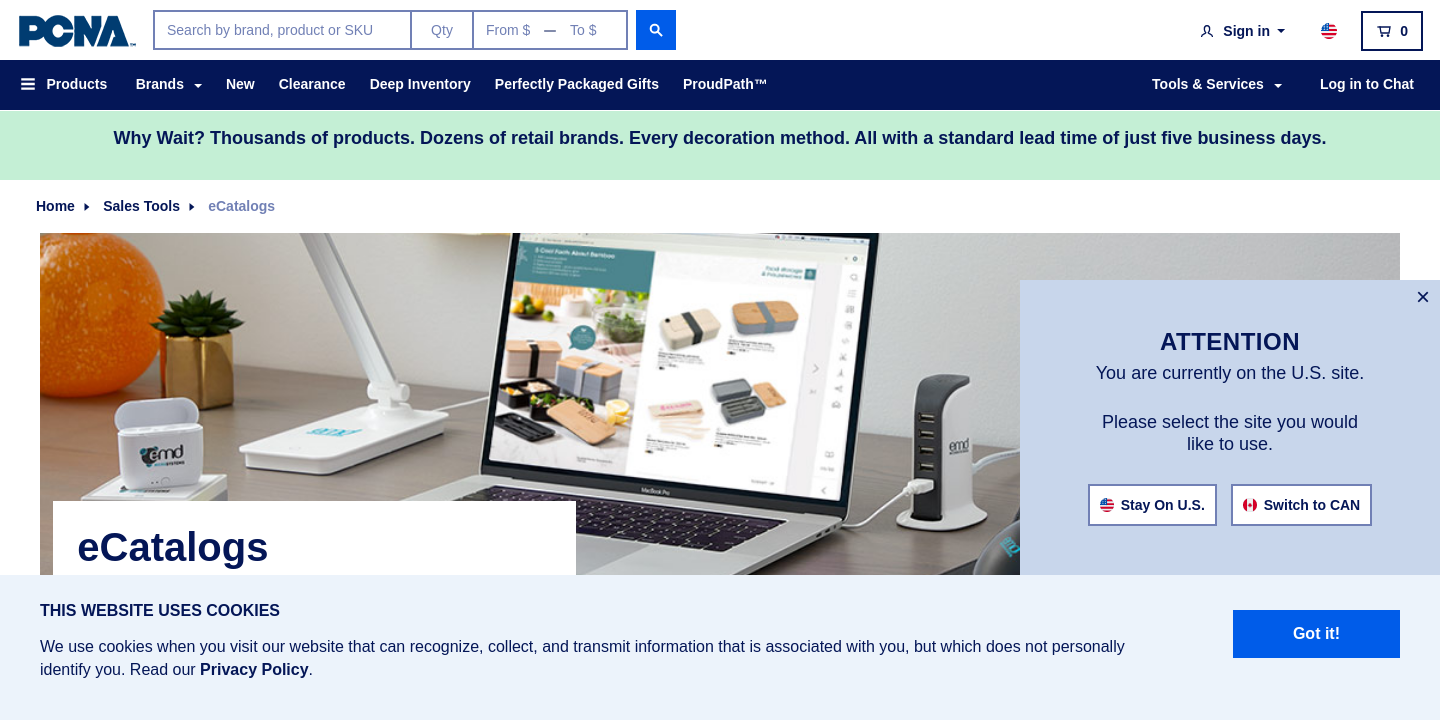 PCNA™
Search by brand, product or SKU
Qty
From $ — To $
Sign in
0
Products
Brands
New
Clearance
Deep Inventory
Perfectly Packaged Gifts
ProudPath™
Tools & Services
Log in to Chat
Why Wait? Thousands of products. Dozens of retail brands. Every decoration method. All with a standard lead time of just five business days.
Home
Sales Tools
eCatalogs
5 Cool Facts About Bamboo
MacBook Pro
emd
emd
eCatalogs
×
ATTENTION
You are currently on the U.S. site.
Please select the site you would
like to use.
Stay On U.S.
Switch to CAN
THIS WEBSITE USES COOKIES
We use cookies when you visit our website that can recognize, collect, and transmit information that is associated with you, but which does not personally
identify you. Read our Privacy Policy.
Got it!